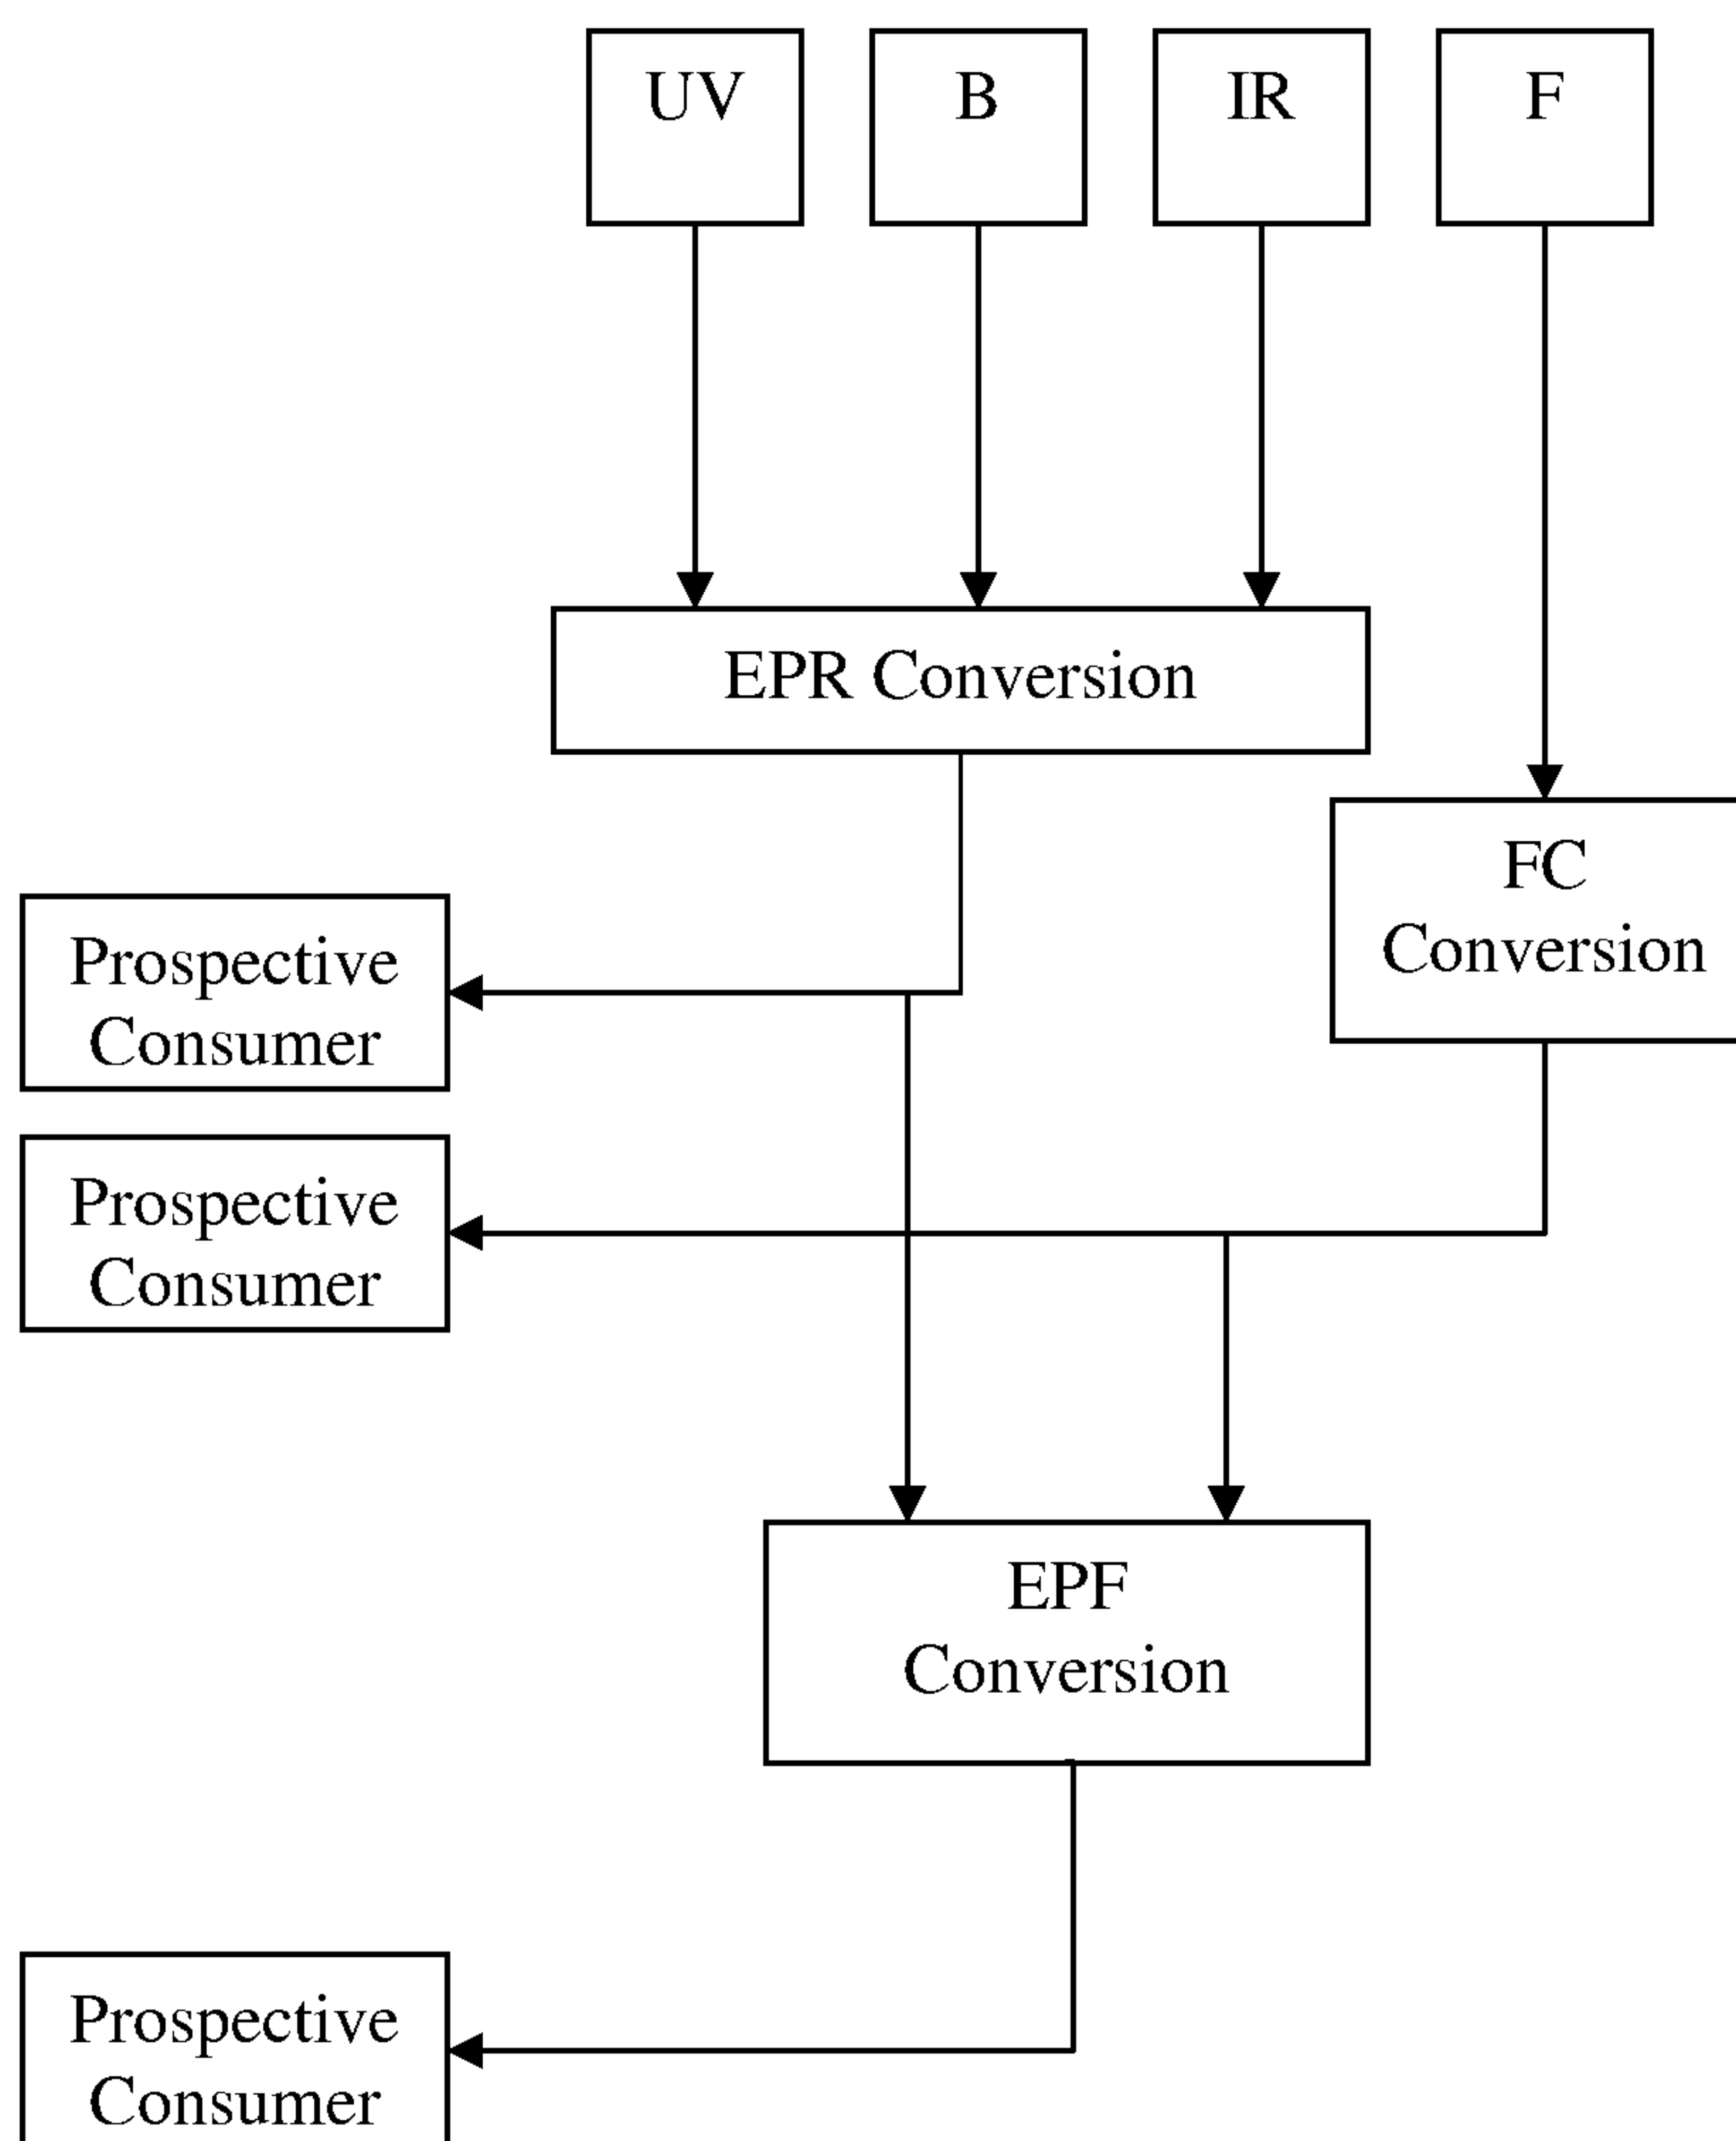 UV
B
IR
F
EPR Conversion
FC
Conversion
Prospective
Consumer
Prospective
Consumer
EPF
Conversion
Prospective
Consumer